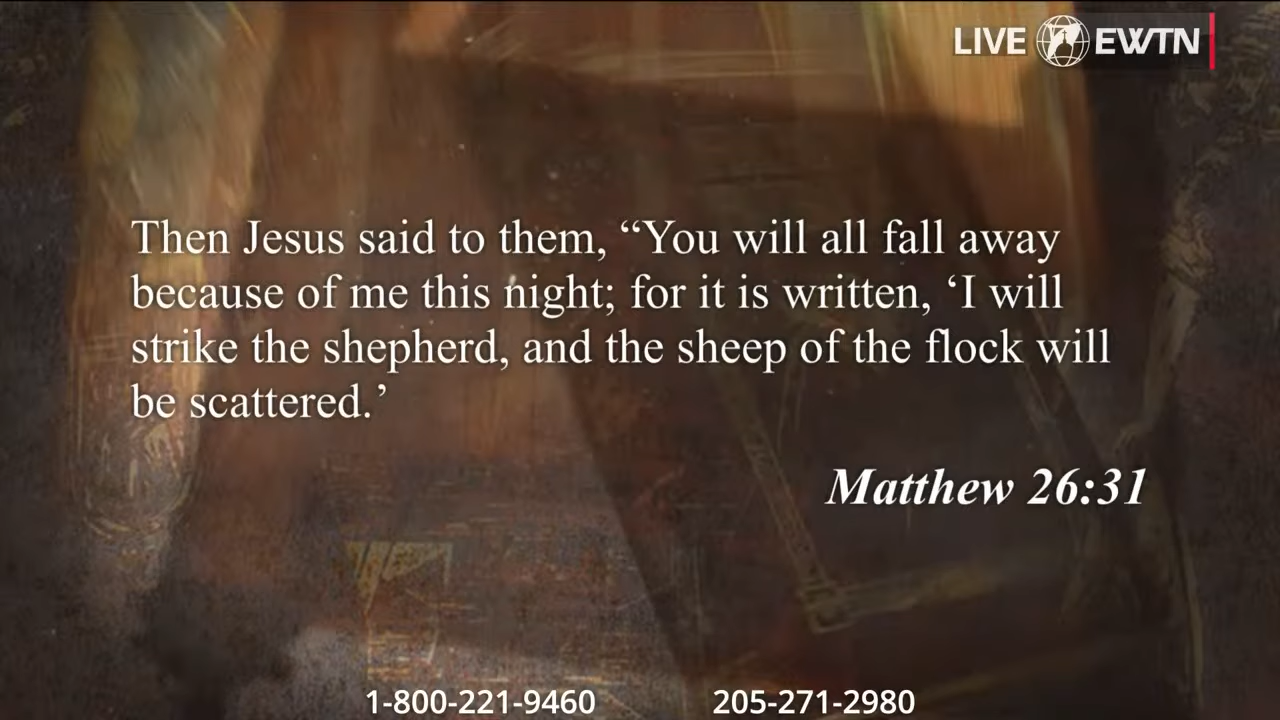 LIVE EWTN
Then Jesus said to them, “You will all fall away
because of me this night; for it is written, ‘I will
strike the shepherd, and the sheep of the flock will
be scattered.’
Matthew 26:31
1-800-221-9460 205-271-2980